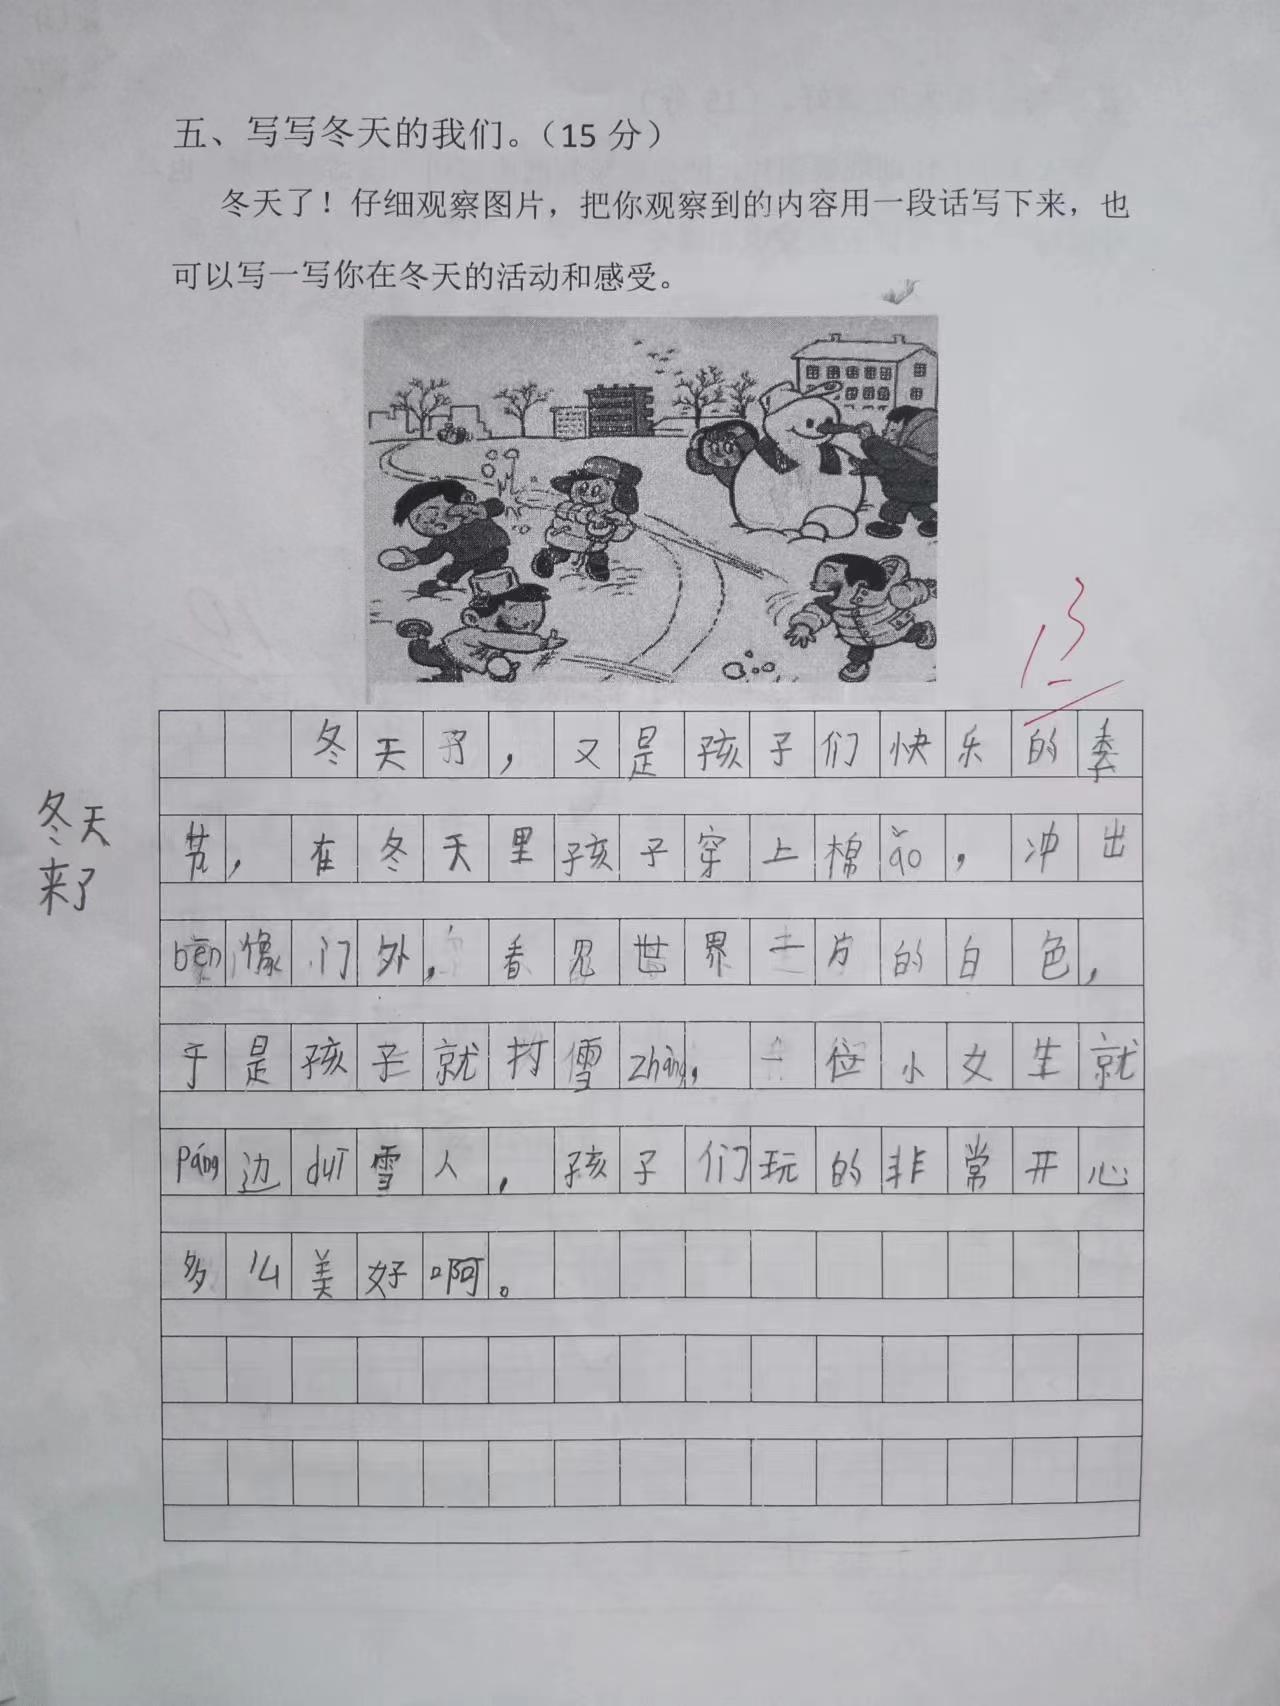 五、写写冬天的我们。（15 分）
冬天了！仔细观察图片，把你观察到的内容用一段话写下来，也
可以写一写你在冬天的活动和感受。
13
冬天了，又是孩子们快乐的季
节，在冬天里孩子穿上棉ǎo，冲出
bēn像门外，看见世界一片的白色，
于是孩子就打雪zhàng，一位小女生就
páng边duī雪人，孩子们玩的非常开心
多么美好啊。
冬天
来了